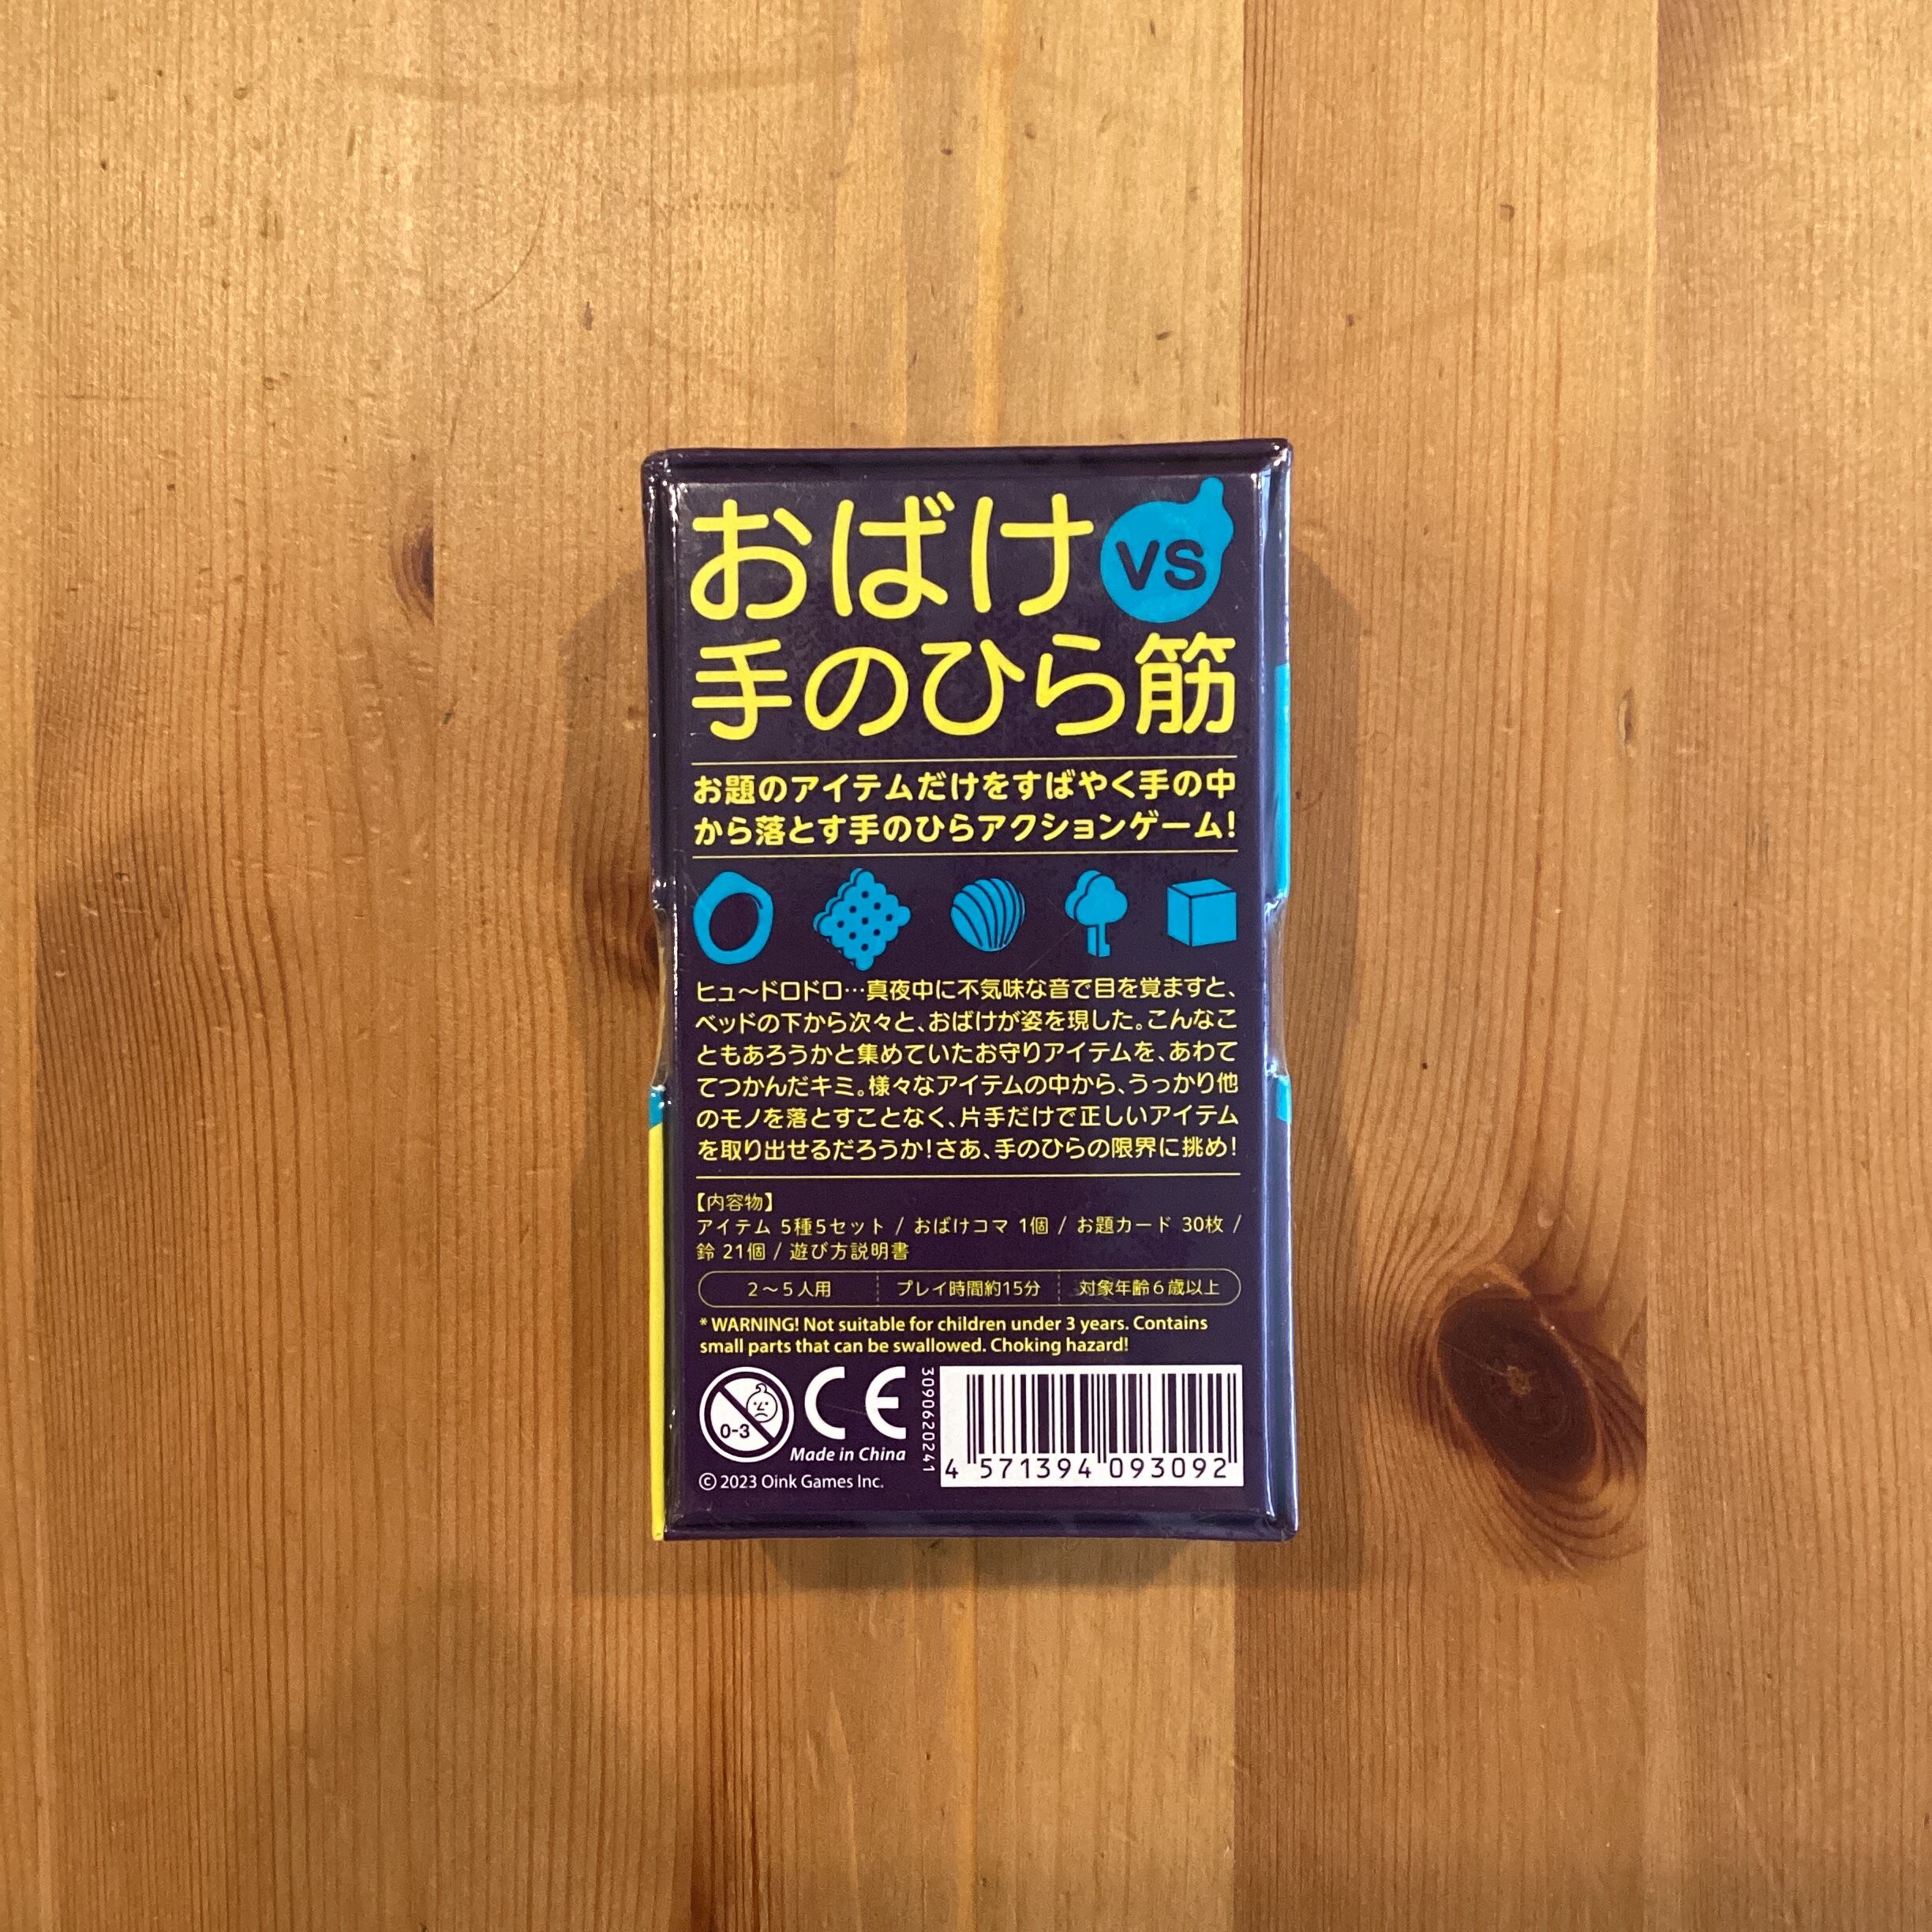 おばけ VS
手のひら筋
お題のアイテムだけをすばやく手の中
から落とす手のひらアクションゲーム!
ヒュ〜ドロドロ…真夜中に不気味な音で目を覚ますと、
ベッドの下から次々と、おばけが姿を現した。こんなこ
ともあろうかと集めていたお守りアイテムを、あわて
てつかんだキミ。様々なアイテムの中から、うっかり他
のモノを落とすことなく、片手だけで正しいアイテム
を取り出せるだろうか!さあ、手のひらの限界に挑め!
【内容物】
アイテム 5種5セット / おばけコマ 1個 / お題カード 30枚 /
鈴 21個 / 遊び方説明書
2〜5人用 プレイ時間約15分 対象年齢6歳以上
* WARNING! Not suitable for children under 3 years. Contains
small parts that can be swallowed. Choking hazard!
0-3
CE
Made in China
© 2023 Oink Games Inc.
3090620241
4 571394 093092